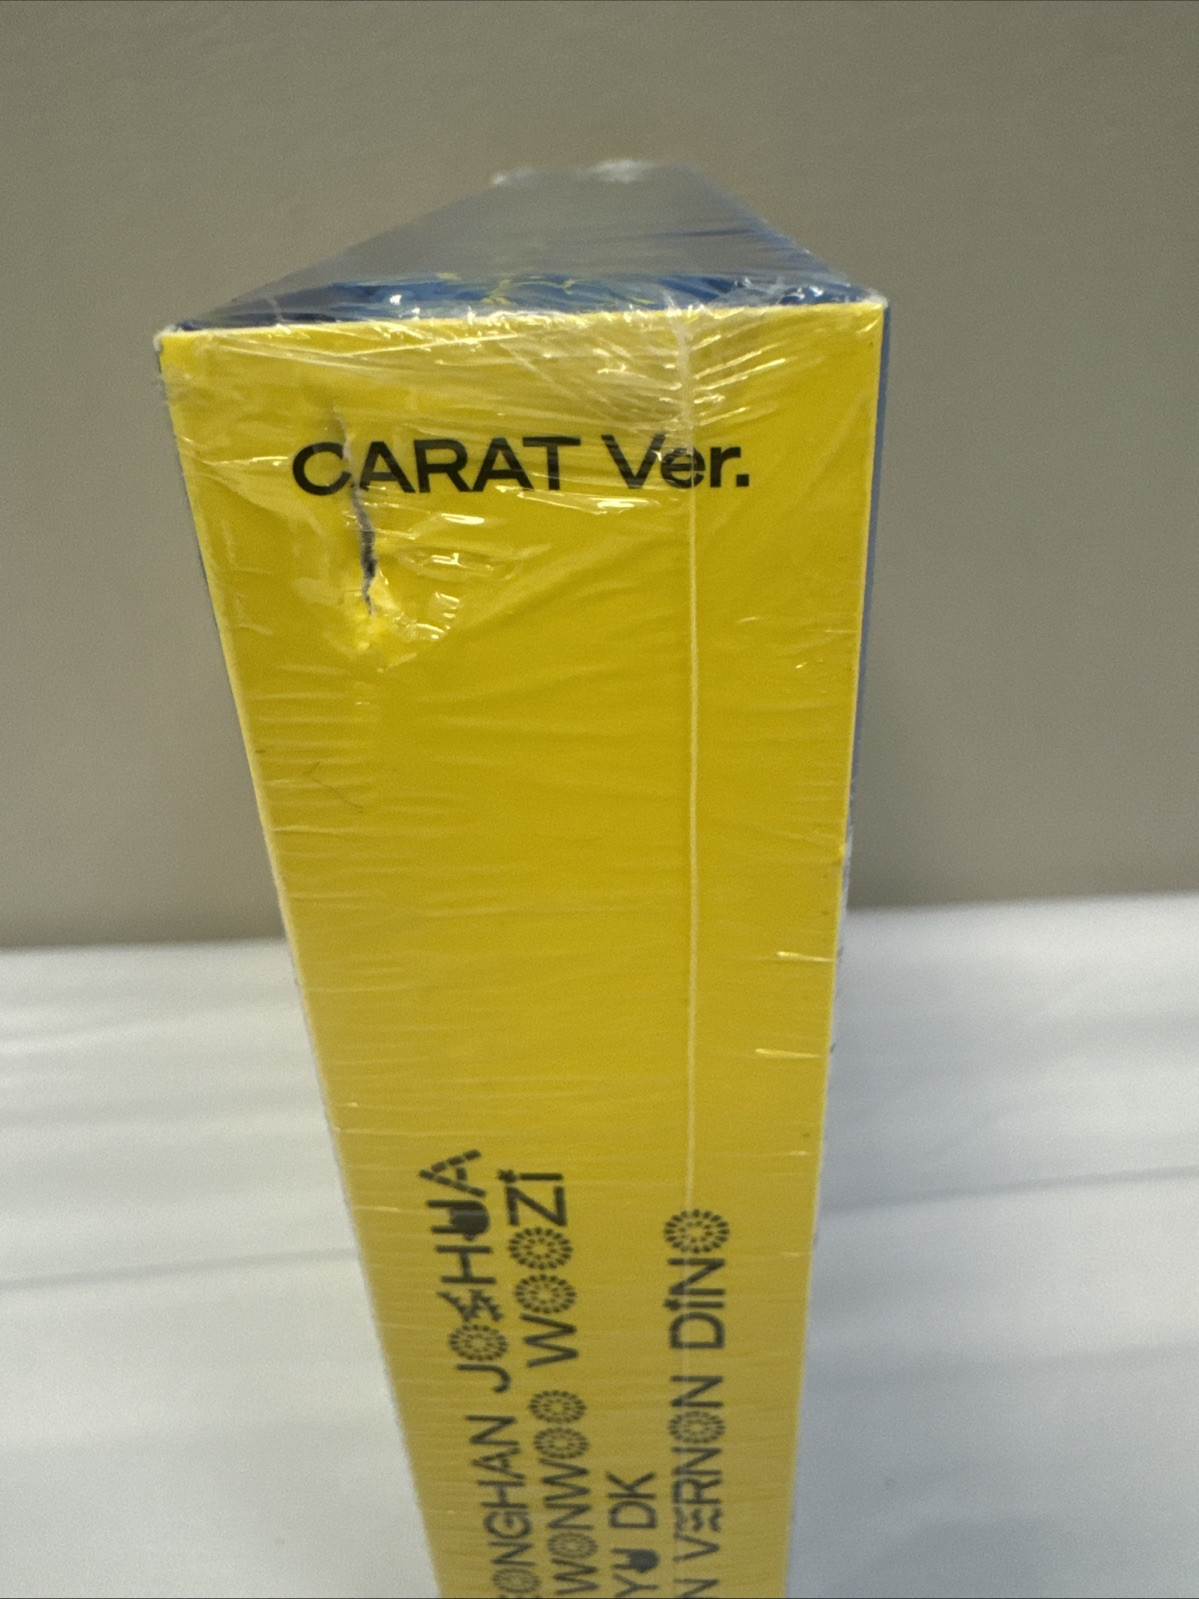 CARAT Ver.
JOSHUA
WONWOO WOOZI
DK
VERNON DINO